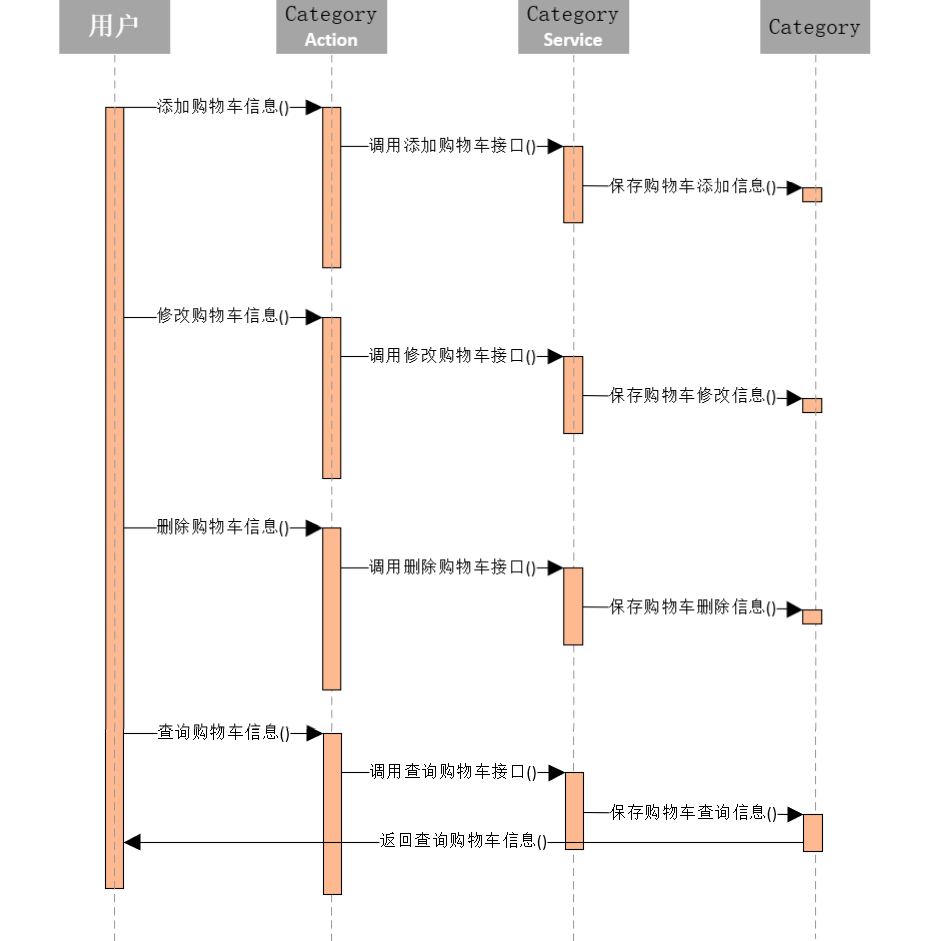 用户
Category
Action
Category
Service
Category
添加购物车信息()
调用添加购物车接口()
保存购物车添加信息()
修改购物车信息()
调用修改购物车接口()
保存购物车修改信息()
删除购物车信息()
调用删除购物车接口()
保存购物车删除信息()
查询购物车信息()
调用查询购物车接口()
保存购物车查询信息()
返回查询购物车信息()